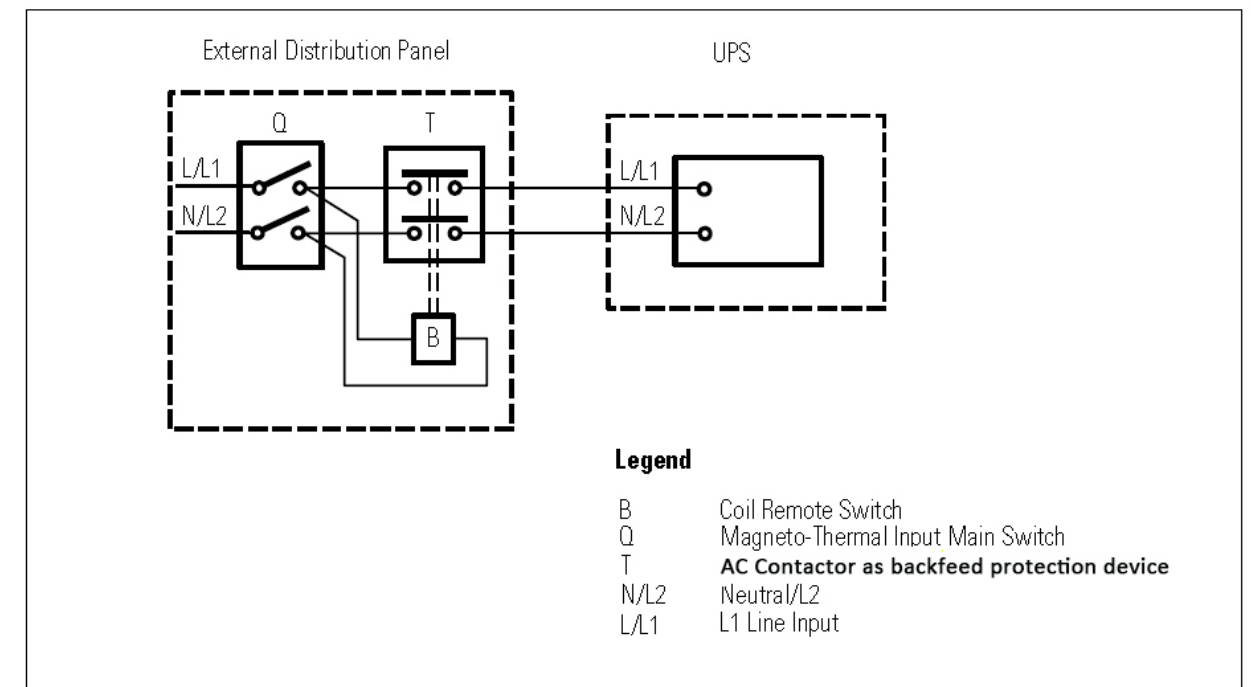 External Distribution Panel
UPS
Q
T
L/L1
N/L2
L/L1
N/L2
B
Legend
B Coil Remote Switch
Q Magneto-Thermal Input Main Switch
T AC Contactor as backfeed protection device
N/L2 Neutral/L2
L/L1 L1 Line Input